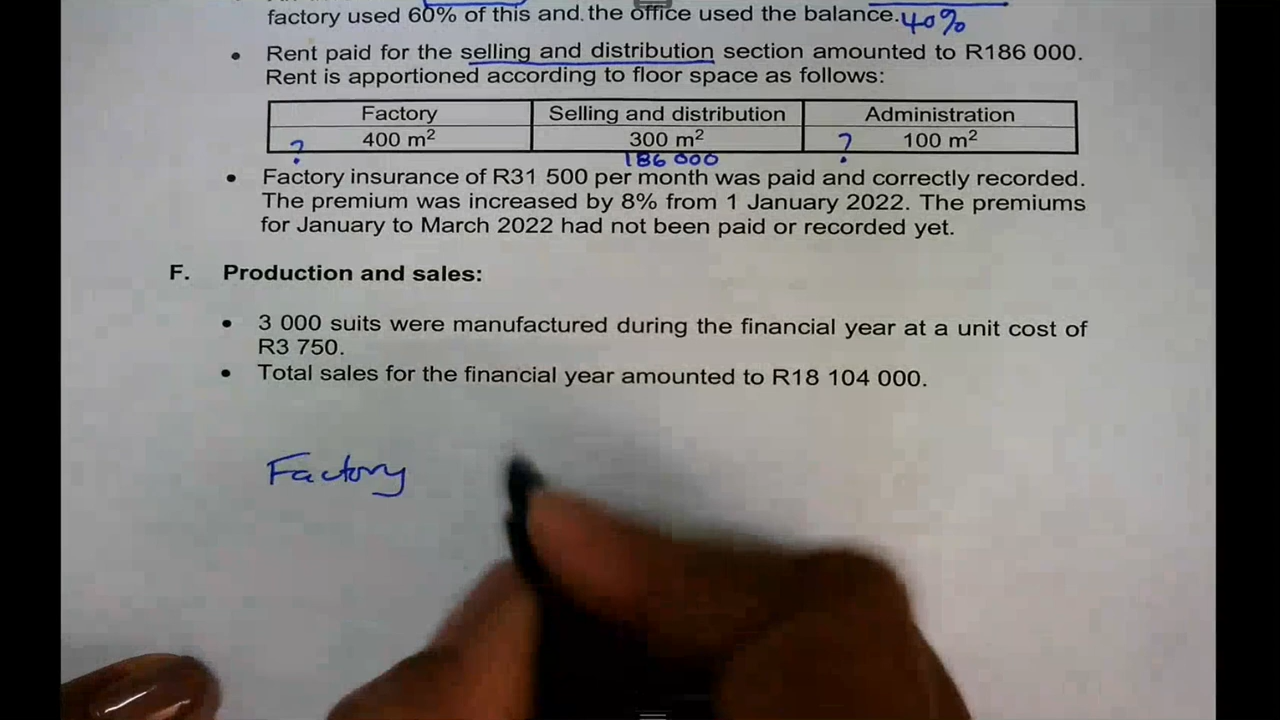 factory used 60% of this and the office used the balance. 40%
• Rent paid for the selling and distribution section amounted to R186 000.
Rent is apportioned according to floor space as follows:
Factory Selling and distribution Administration
400 m² 300 m² 100 m²
? 186 000 ?
• Factory insurance of R31 500 per month was paid and correctly recorded.
The premium was increased by 8% from 1 January 2022. The premiums
for January to March 2022 had not been paid or recorded yet.
F. Production and sales:
• 3 000 suits were manufactured during the financial year at a unit cost of
R3 750.
• Total sales for the financial year amounted to R18 104 000.
Factory